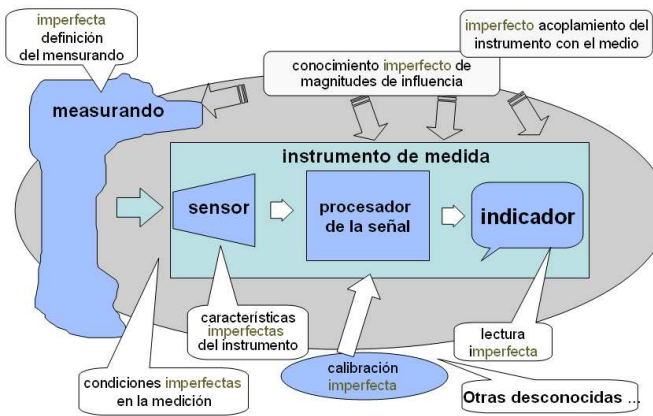 imperfecta
definición
del mensurando
imperfecto acoplamiento del
instrumento con el medio
conocimiento imperfecto de
magnitudes de influencia
measurando
instrumento de medida
sensor
procesador
de la señal
indicador
características
imperfectas
del instrumento
lectura
imperfecta
condiciones imperfectas
en la medición
calibración
imperfecta
Otras desconocidas ...